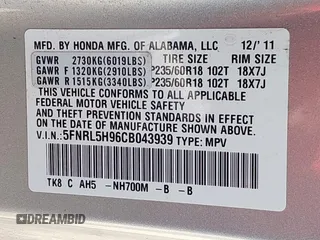 MFD. BY HONDA MFG. OF ALABAMA, LLC 12/'11
GVWR 2730KG(6019LBS) TIRE SIZE RIM SIZE
GAWR F 1320KG(2910LBS) P235/60R18 102T 18X7J
GAWR R 1515KG(3340LBS) P235/60R18 102T 18X7J
THIS VEHICLE CONFORMS TO ALL APPLICABLE
FEDERAL MOTOR VEHICLE SAFETY AND
THEFT PREVENTION STANDARDS IN EFFECT ON
THE DATE OF MANUFACTURE SHOWN ABOVE.
V.I.N: 5FNRL5H96CB043939 TYPE: MPV
TK8 C AH5 -NH700M -B -B
DREAMBID